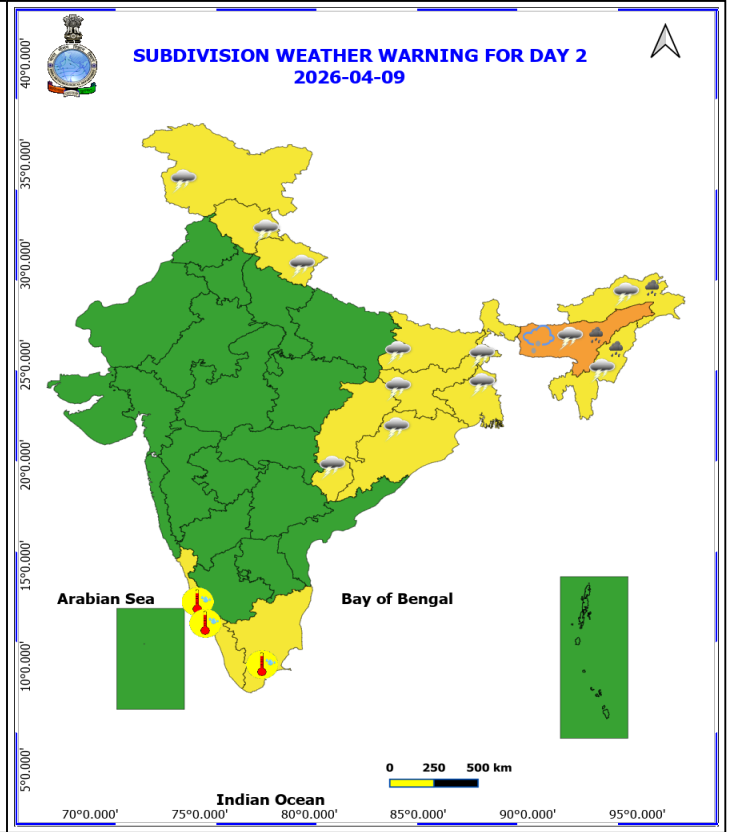 SUBDIVISION WEATHER WARNING FOR DAY 2
2026-04-09
40°0.000'
35°0.000'
30°0.000'
25°0.000'
20°0.000'
15°0.000'
10°0.000'
5°0.000'
Arabian Sea
Bay of Bengal
0 250 500 km
Indian Ocean
70°0.000' 75°0.000' 80°0.000' 85°0.000' 90°0.000' 95°0.000'